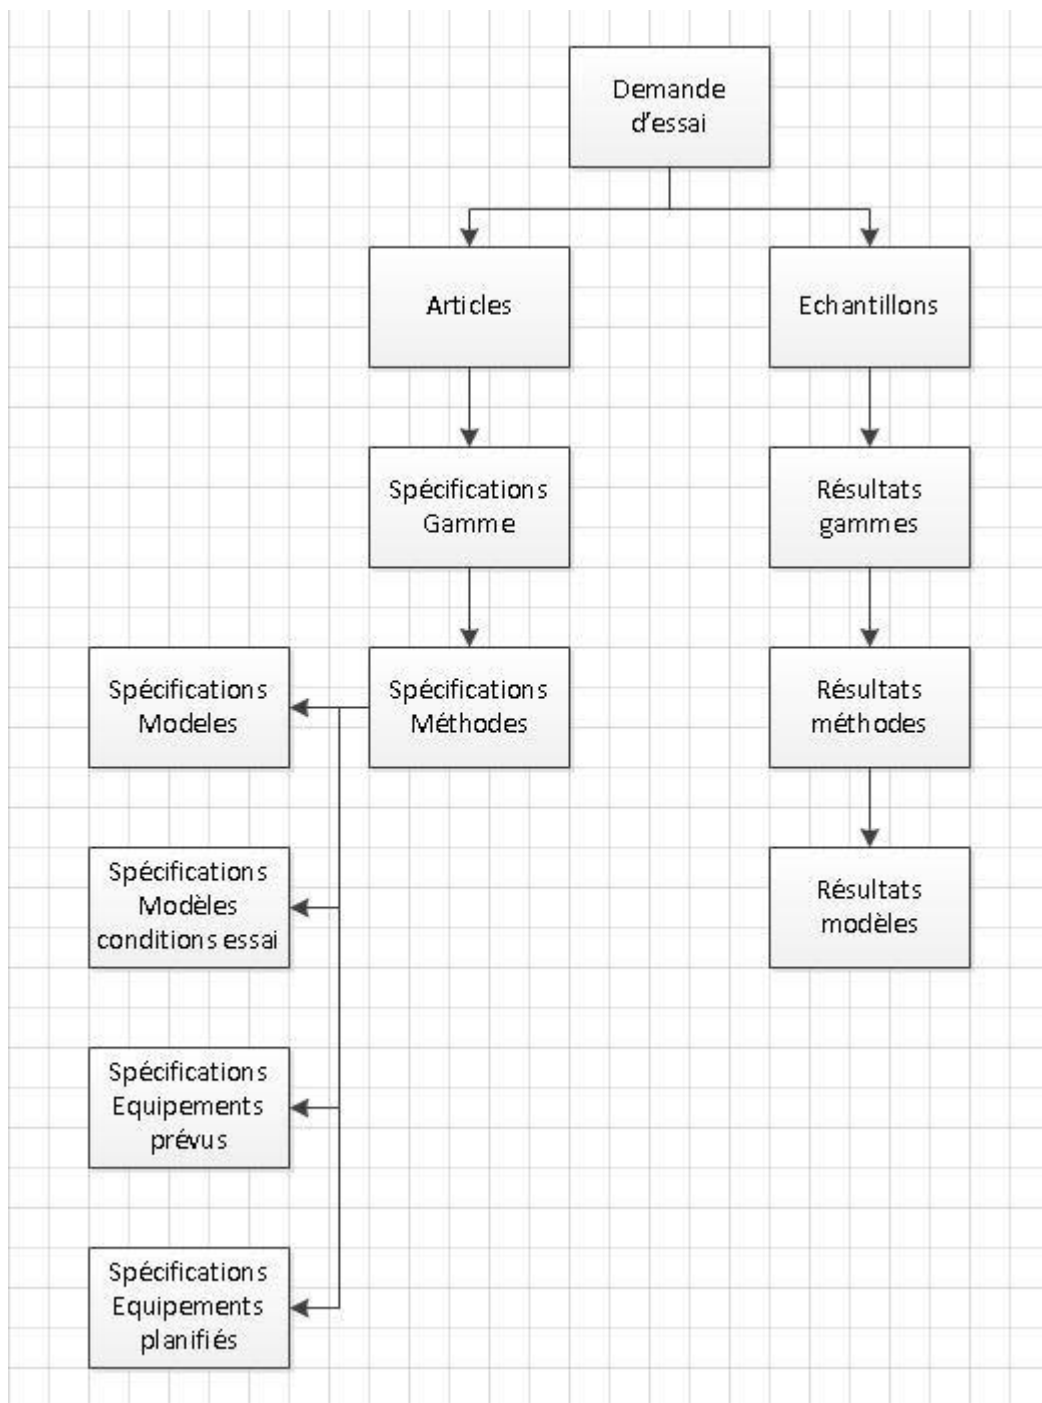 Demande
d'essai
Articles
Echantillons
Spécifications
Gamme
Résultats
gammes
Spécifications
Modeles
Spécifications
Méthodes
Résultats
méthodes
Spécifications
Modèles
conditions essai
Résultats
modèles
Spécifications
Equipements
prévus
Spécifications
Equipements
planifiés